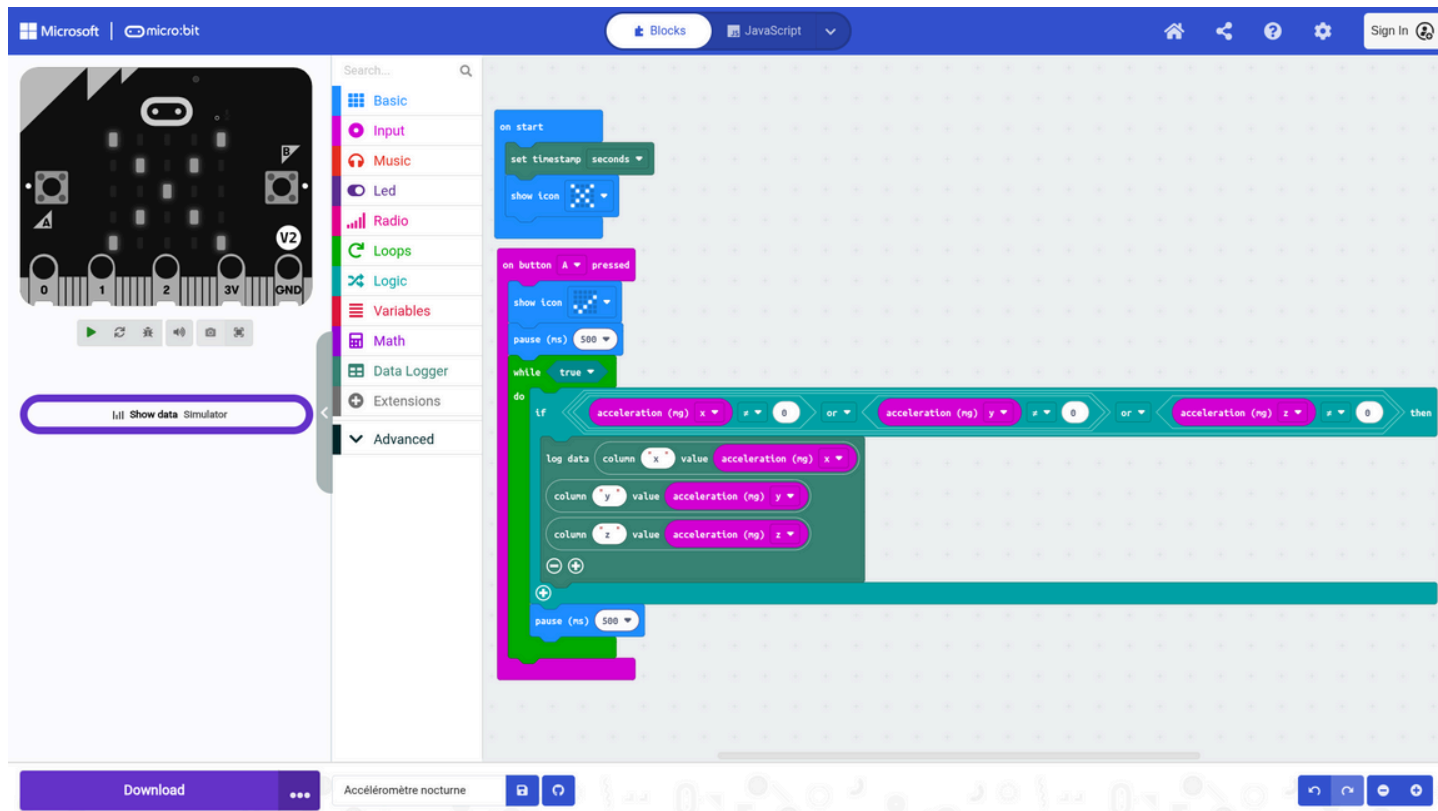 Microsoft micro:bit Blocks JavaScript Sign In
Search...
Basic
Input
Music
Led
Radio
Loops
Logic
Variables
Math
Data Logger
Extensions
Advanced
B
A
V2
0 1 2 3V GND
Show data Simulator
on start
set timestamp seconds
show icon
on button A pressed
show icon
pause (ms) 500
while true
do
if acceleration (mg) x ≠ 0 or acceleration (mg) y ≠ 0 or acceleration (mg) z ≠ 0 then
log data column "x" value acceleration (mg) x
column "y" value acceleration (mg) y
column "z" value acceleration (mg) z
pause (ms) 500
Download ... Accéléromètre nocturne